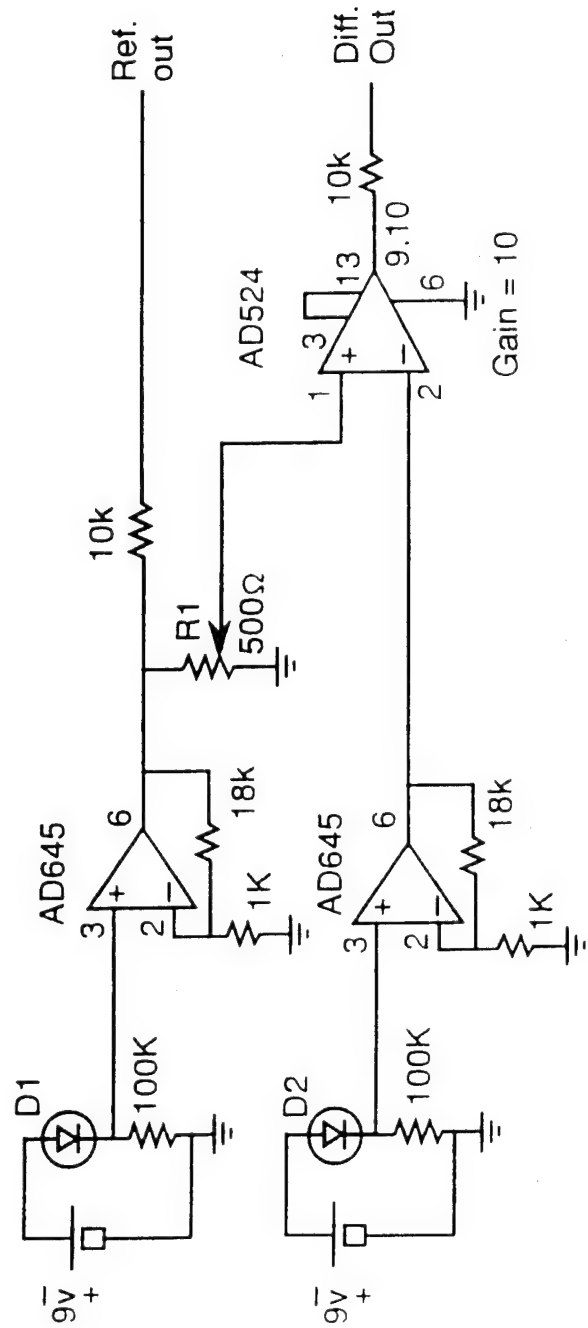 Ref.
out
10k
R1
500Ω
AD645
3
+
2
−
6
18k
1K
D1
100K
−
9v
+
Diff.
Out
10k
9.10
AD524
3
13
1
+
2
−
6
Gain = 10
AD645
3
+
2
−
6
18k
1K
D2
100K
−
9v
+